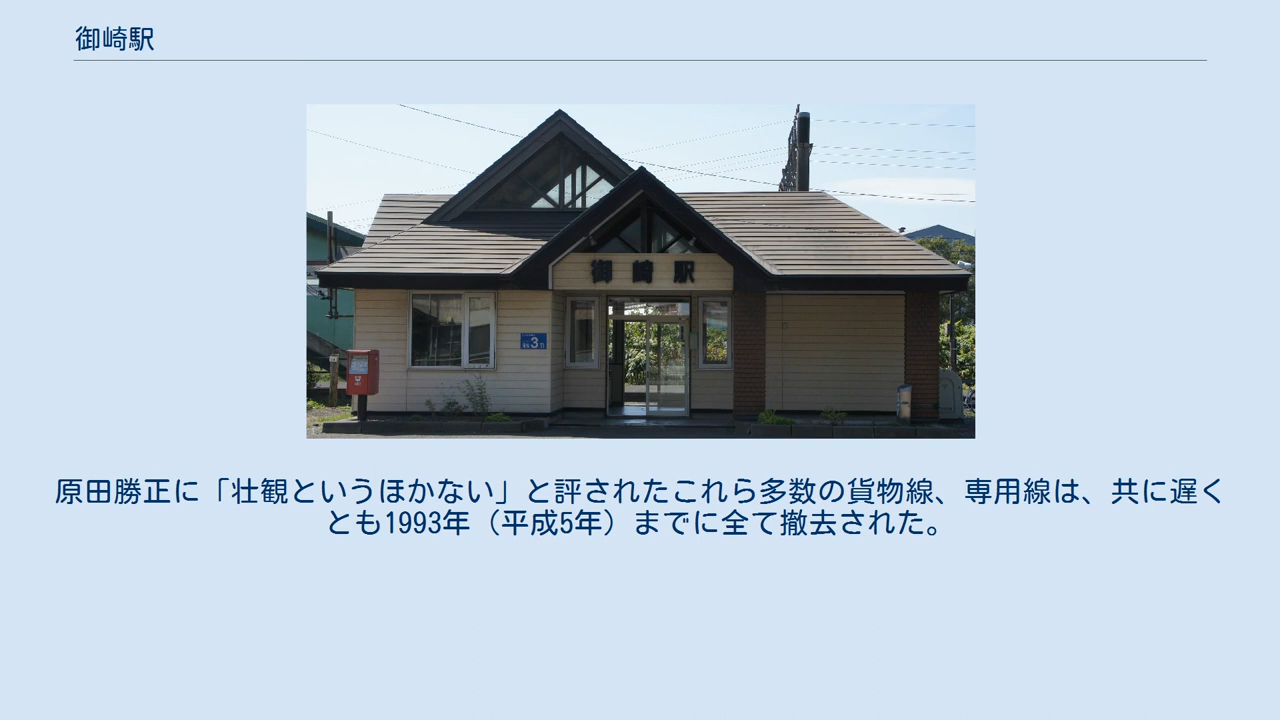 御崎駅
御崎駅
3
原田勝正に「壮観というほかない」と評されたこれら多数の貨物線、専用線は、共に遅く
とも1993年（平成5年）までに全て撤去された。